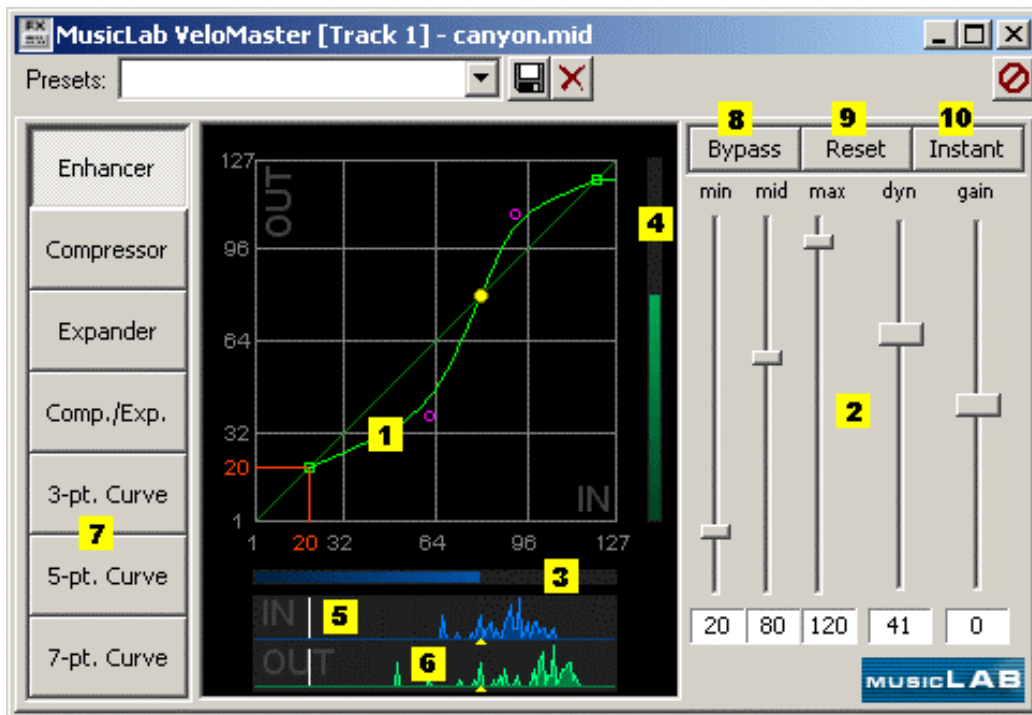 MusicLab VeloMaster [Track 1] - canyon.mid
Presets:
8 9 10
Enhancer
Compressor
Expander
Comp./Exp.
3-pt. Curve
7
5-pt. Curve
7-pt. Curve
127
OUT
96
64
32
20
1
1
IN
1 20 32 64 96 127
4
3
IN 5
OUT 6
Bypass Reset Instant
min mid max dyn gain
2
20 80 120 41 0
MUSICLAB